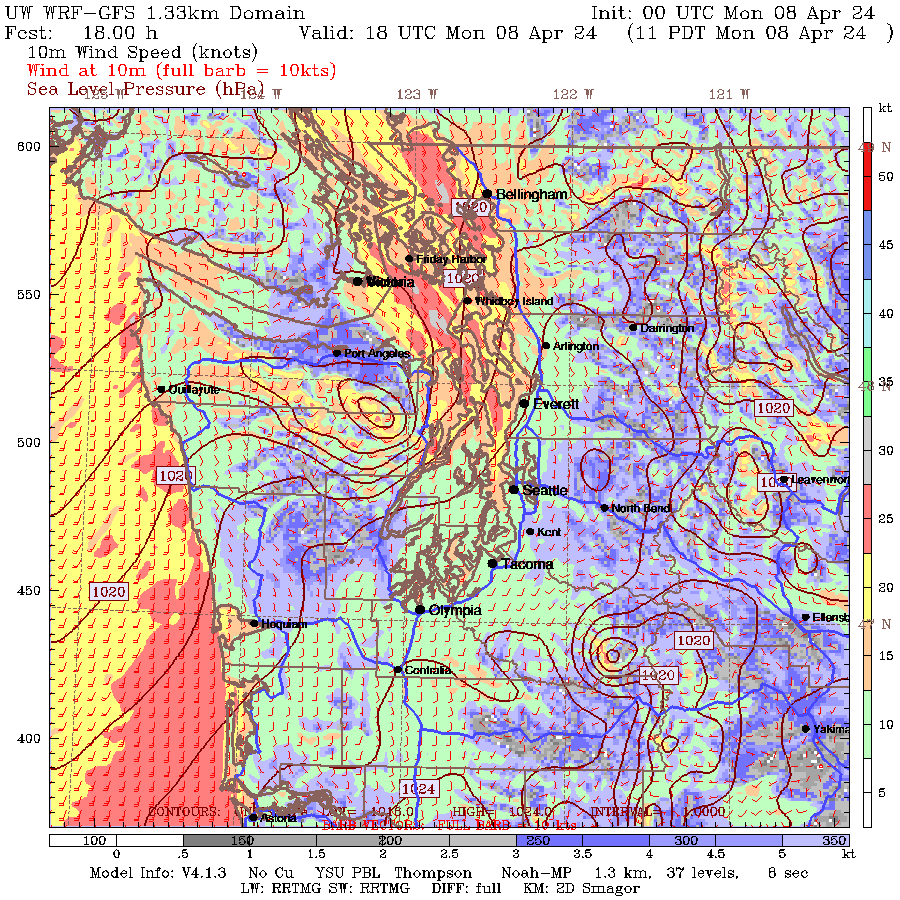 UW WRF-GFS 1.33km Domain Init: 00 UTC Mon 08 Apr 24
Fcst: 18.00 h Valid: 18 UTC Mon 08 Apr 24 (11 PDT Mon 08 Apr 24 )
10m Wind Speed (knots)
Wind at 10m (full barb = 10kts)
Sea Level Pressure (hPa)
125 W 124 W 123 W 122 W 121 W
kt
600
49 N
50
Bellingham
1020
45
Friday Harbor
1020
Victoria
550
Whidbey Island
40
Darrington
Arlington
Port Angeles
35
48
Quillayute
1020
Everett
500
30
1020
1020
Leavenwor
Seattle
North Bend
25
Kent
Tacoma
450
1020
20
Olympia
Ellensb
Hoquiam
47 N
1020
15
Centralia
1020
10
Yakima
400
1024
5
CONTOURS: LOW= 1016.0 HIGH= 1024.0 INTERVAL= 1.0000
Astoria
BARB VECTORS: FULL BARB = 10 kts
100 150 200 250 300 350
0 .5 1 1.5 2 2.5 3 3.5 4 4.5 5 kt
Model Info: V4.1.3 No Cu YSU PBL Thompson Noah-MP 1.3 km, 37 levels, 8 sec
LW: RRTMG SW: RRTMG DIFF: full KM: 2D Smagor